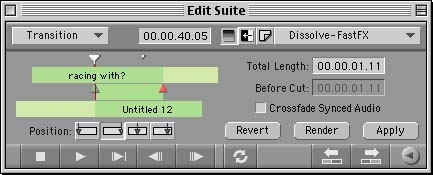 Edit Suite
Transition 00.00.40.05 Dissolve-FastFX
racing with?
Untitled 12
Total Length: 00.00.01.11
Before Cut: 00.00.01.11
Crossfade Synced Audio
Position: Revert Render Apply